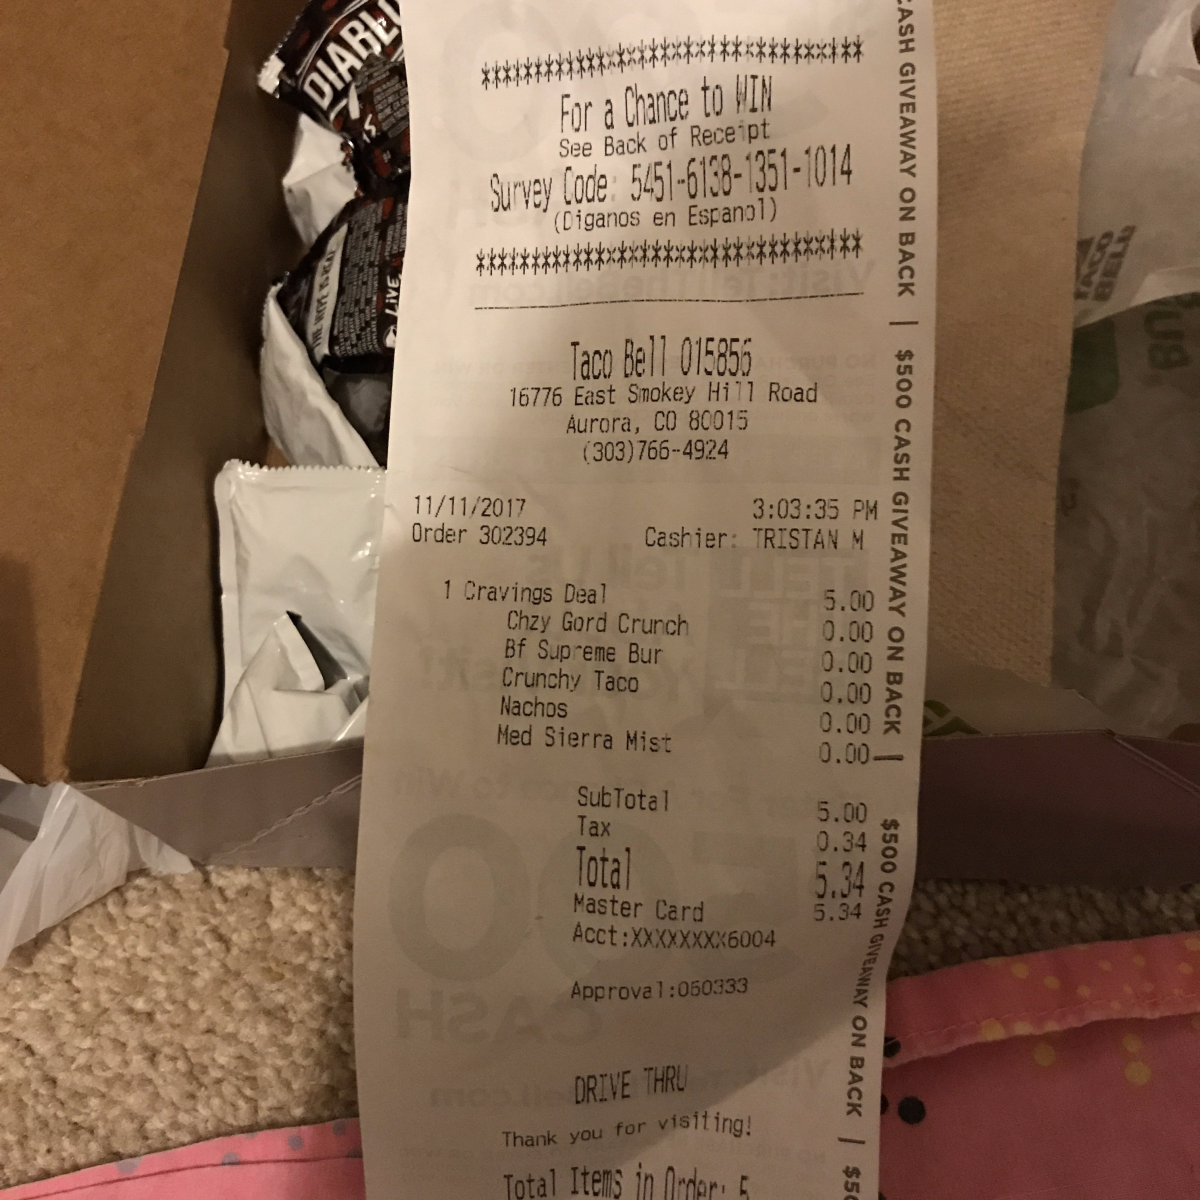 ************************************
For a Chance to WIN
See Back of Receipt
Survey Code: 5451-6138-1351-1014
(Diganos en Espanol)
************************************
Taco Bell 015856
16776 East Smokey Hill Road
Aurora, CO 80015
(303)766-4924
11/11/2017 3:03:35 PM
Order 302394 Cashier: TRISTAN M
1 Cravings Deal 5.00
Chzy Gord Crunch 0.00
Bf Supreme Bur 0.00
Crunchy Taco 0.00
Nachos 0.00
Med Sierra Mist 0.00
SubTotal 5.00
Tax 0.34
Total 5.34
Master Card 5.34
Acct:XXXXXXXX6004
Approval:050333
DRIVE THRU
Thank you for visiting!
Total Items in Order: 5
CASH GIVEAWAY ON BACK | $500 CASH GIVEAWAY ON BACK | $500 CASH GIVEAWAY ON BACK | $50
DIABLO
LIVE
TACO
BELL